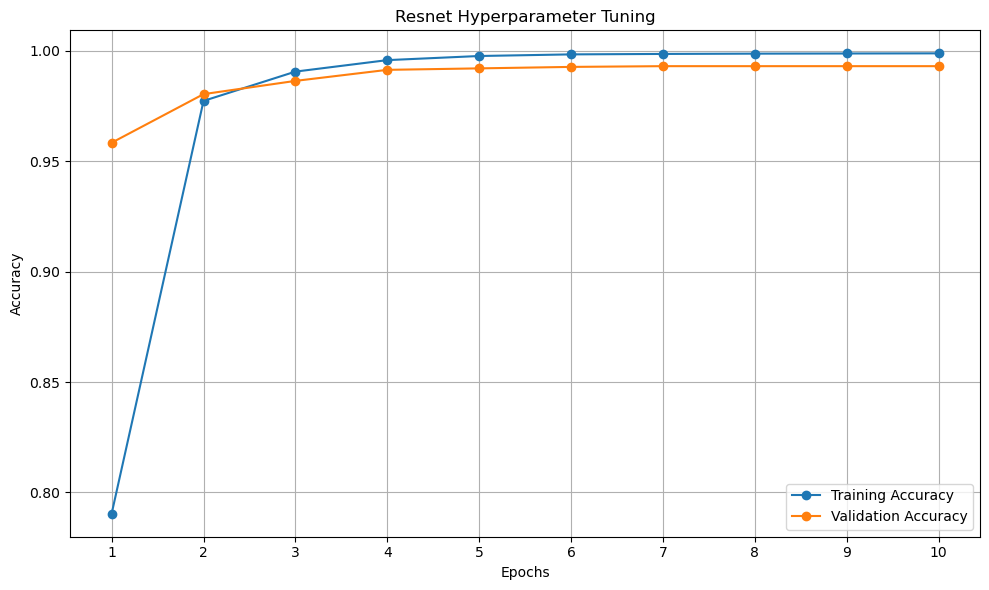 Resnet Hyperparameter Tuning
1.00
0.95
0.90
0.85
0.80
Accuracy
1 2 3 4 5 6 7 8 9 10
Epochs
Training Accuracy
Validation Accuracy